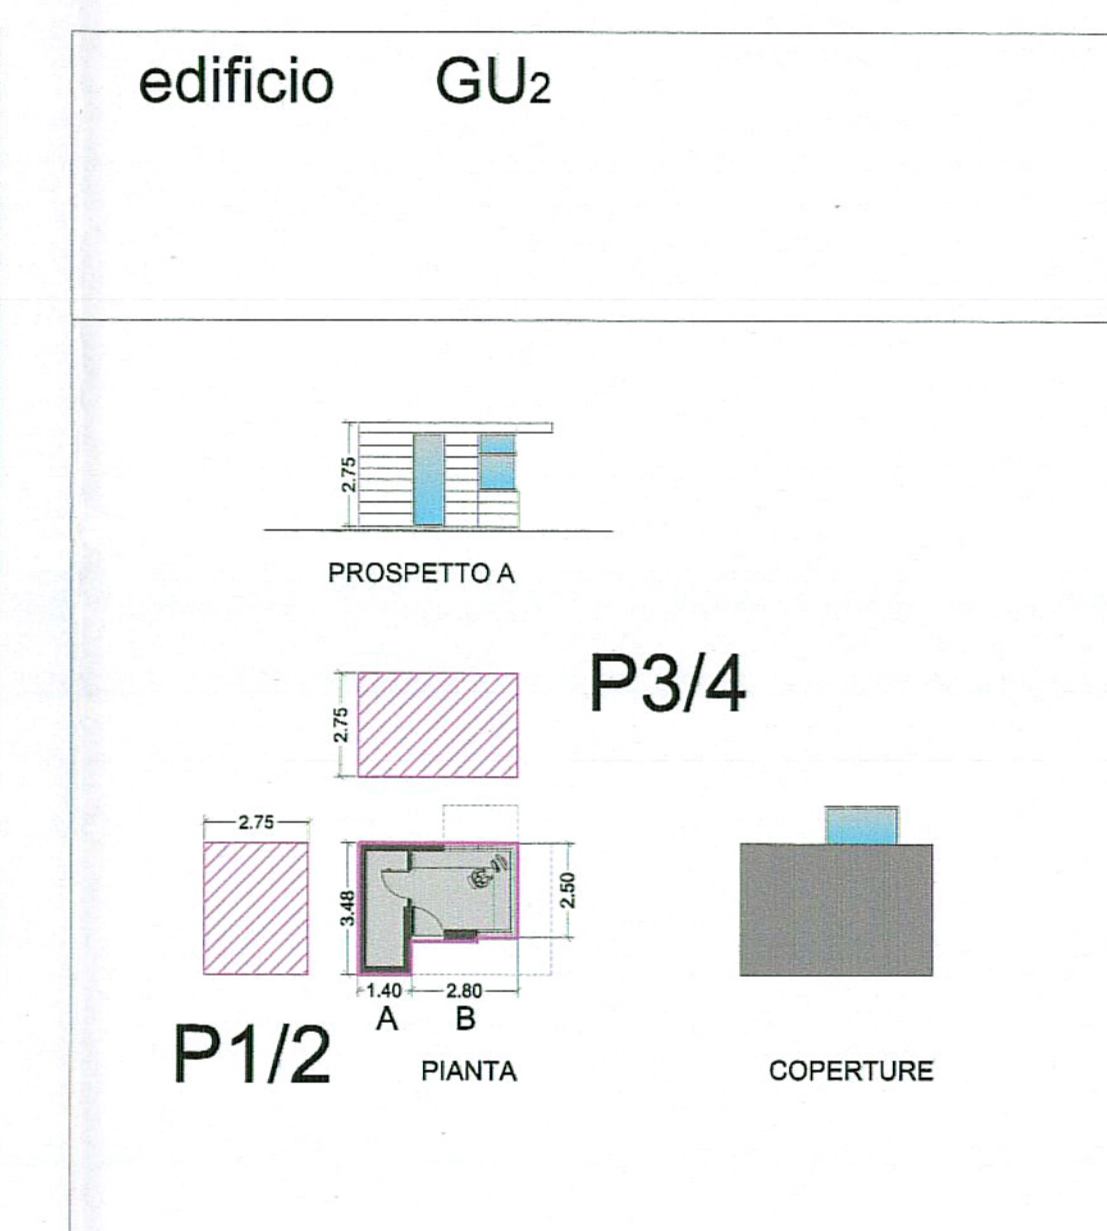 edificio GU2
2.75
PROSPETTO A
P3/4
2.75
2.75
3.48
2.50
1.40 2.80
A B
P1/2
PIANTA
COPERTURE